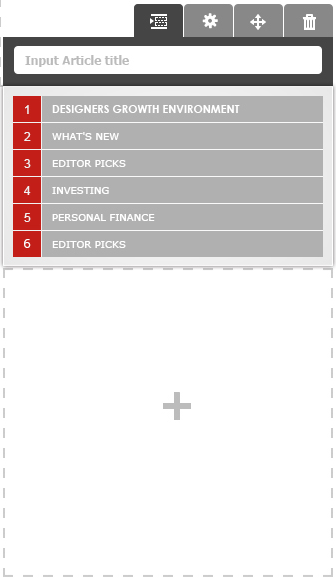 Input Article title
1 DESIGNERS GROWTH ENVIRONMENT
2 WHAT'S NEW
3 EDITOR PICKS
4 INVESTING
5 PERSONAL FINANCE
6 EDITOR PICKS